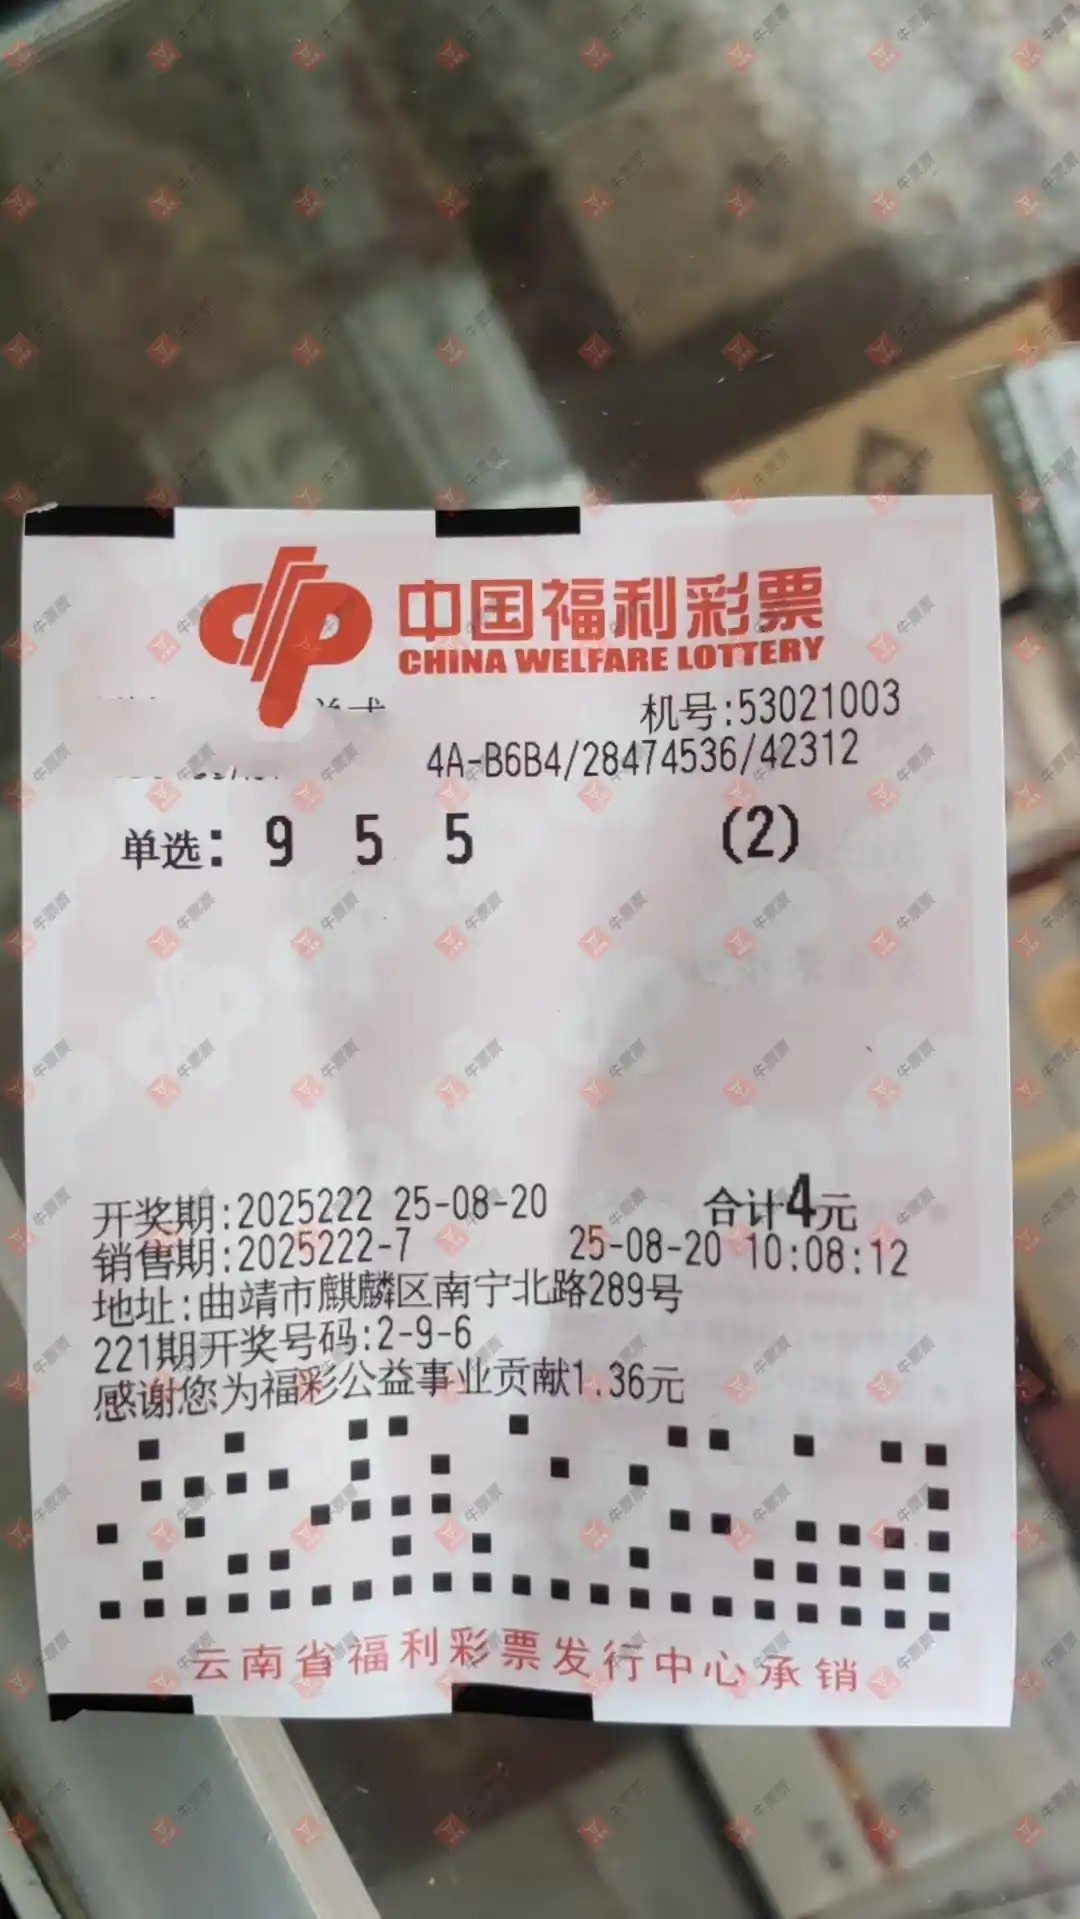 中国福利彩票
CHINA WELFARE LOTTERY
机号:53021003
4A-B6B4/28474536/42312
单选: 9 5 5 (2)
开奖期:2025222 25-08-20 合计4元
销售期:2025222-7 25-08-20 10:08:12
地址:曲靖市麒麟区南宁北路289号
221期开奖号码:2-9-6
感谢您为福彩公益事业贡献1.36元
云南省福利彩票发行中心承销
牛票票